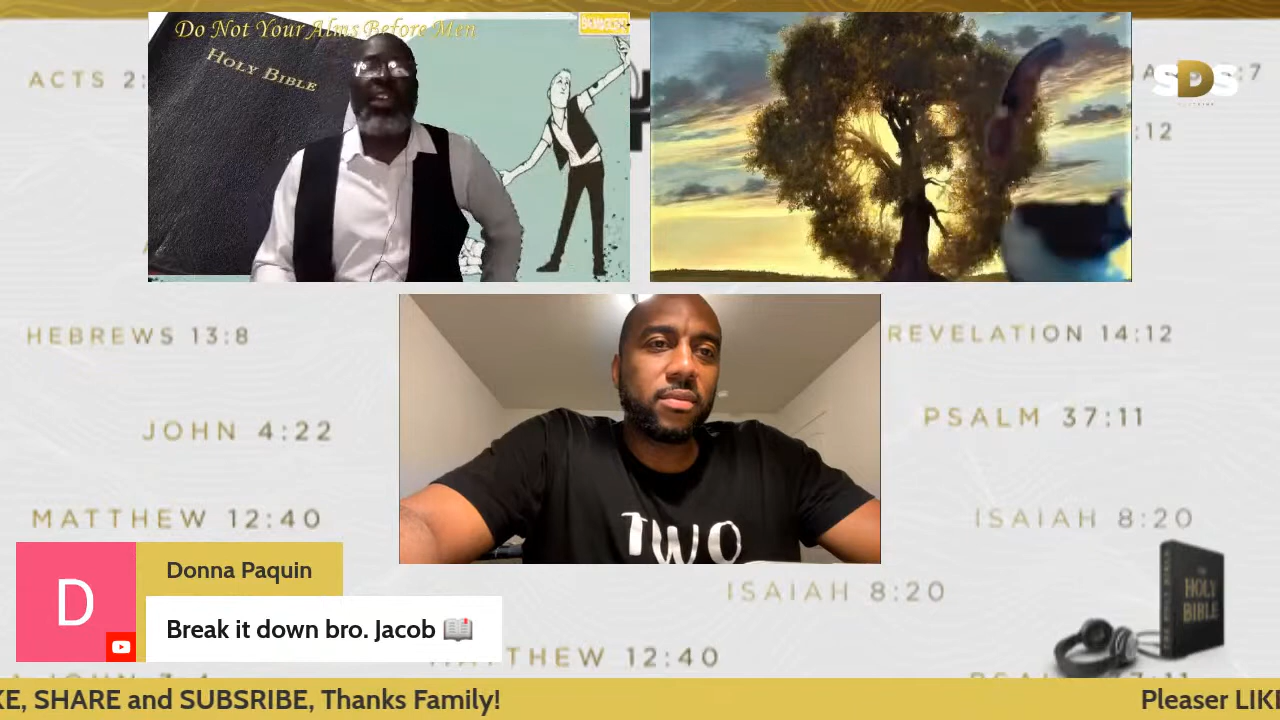 Do Not Your Alms Before Men
HOLY BIBLE
ACTS 2:
:7
SDS
:12
HEBREWS 13:8
REVELATION 14:12
JOHN 4:22
PSALM 37:11
MATTHEW 12:40
ISAIAH 8:20
TWO
D
Donna Paquin
Break it down bro. Jacob 📖
ISAIAH 8:20
HOLY
BIBLE
MATTHEW 12:40
KE, SHARE and SUBSRIBE, Thanks Family!
Pleaser LIKE